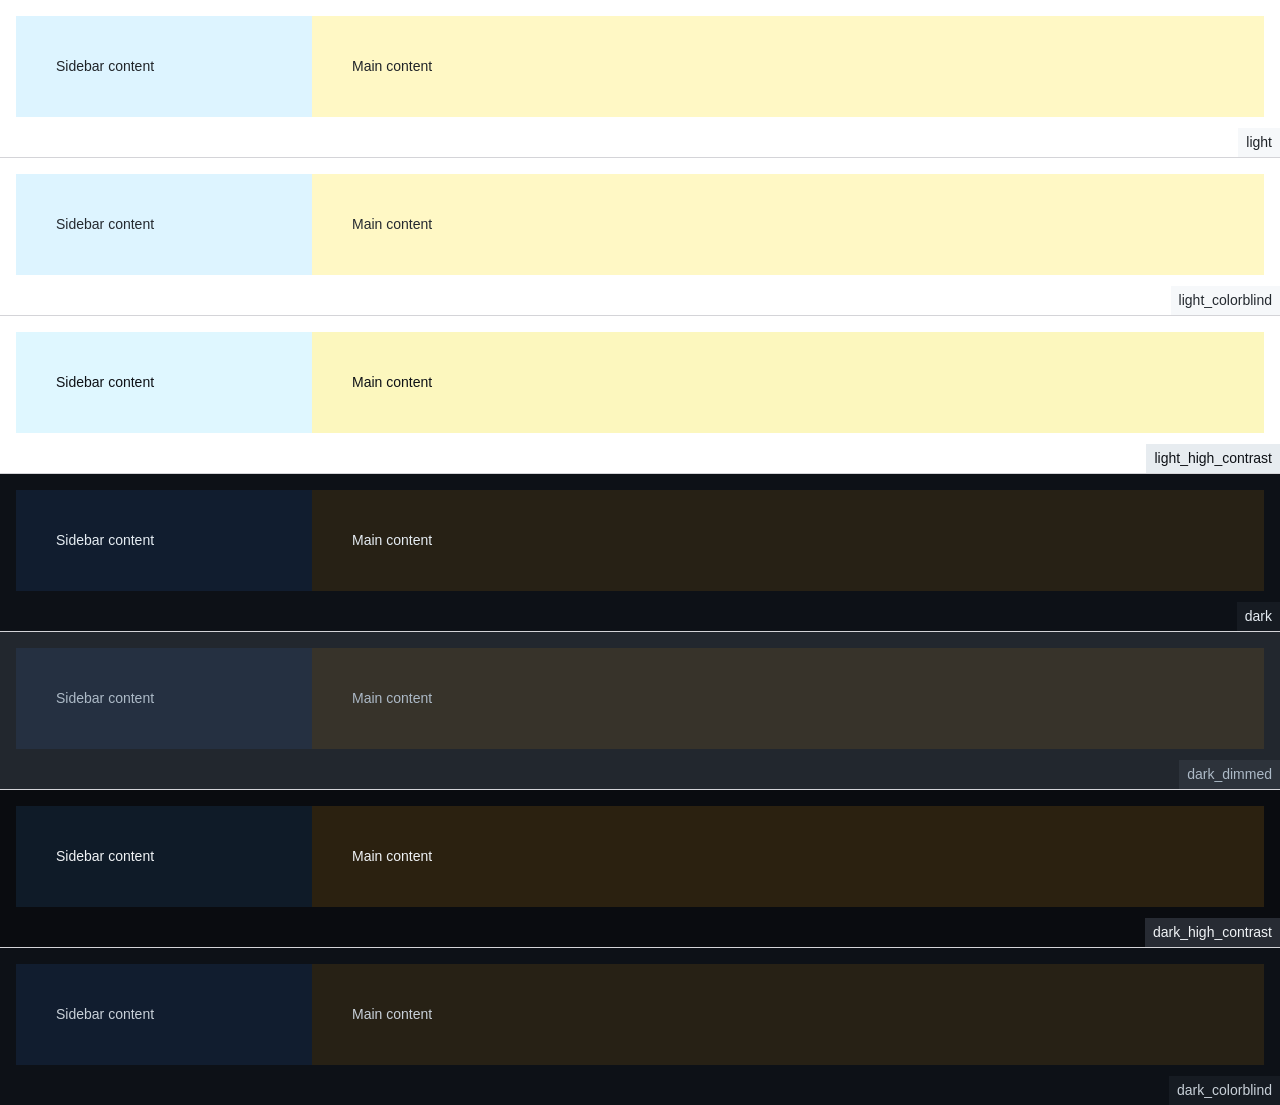 Sidebar content Main content
light
Sidebar content Main content
light_colorblind
Sidebar content Main content
light_high_contrast
Sidebar content Main content
dark
Sidebar content Main content
dark_dimmed
Sidebar content Main content
dark_high_contrast
Sidebar content Main content
dark_colorblind